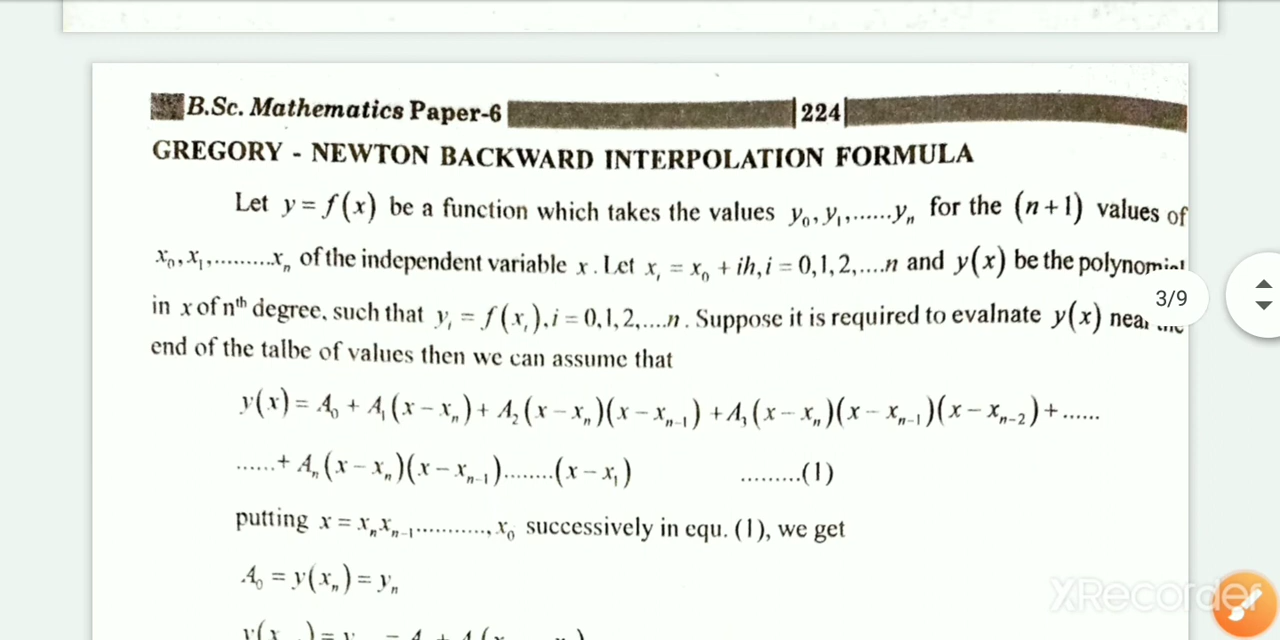 B.Sc. Mathematics Paper-6 |224|
GREGORY - NEWTON BACKWARD INTERPOLATION FORMULA
Let y = f(x) be a function which takes the values y₀, y₁,......yₙ for the (n+1) values of
x₀, x₁,..........xₙ of the independent variable x. Let xᵢ = x₀ + ih, i = 0,1,2,....n and y(x) be the polynomial
3/9
in x of nᵗʰ degree, such that yᵢ = f(xᵢ), i = 0,1,2,....n. Suppose it is required to evalnate y(x) near the
end of the talbe of values then we can assume that
y(x) = A₀ + A₁(x − xₙ) + A₂(x − xₙ)(x − xₙ₋₁) + A₃(x − xₙ)(x − xₙ₋₁)(x − xₙ₋₂) + ......
......+ Aₙ(x − xₙ)(x − xₙ₋₁)........(x − x₁) .........(1)
putting x = xₙxₙ₋₁............, x₀ successively in equ. (1), we get
A₀ = y(xₙ) = yₙ
XRecorder